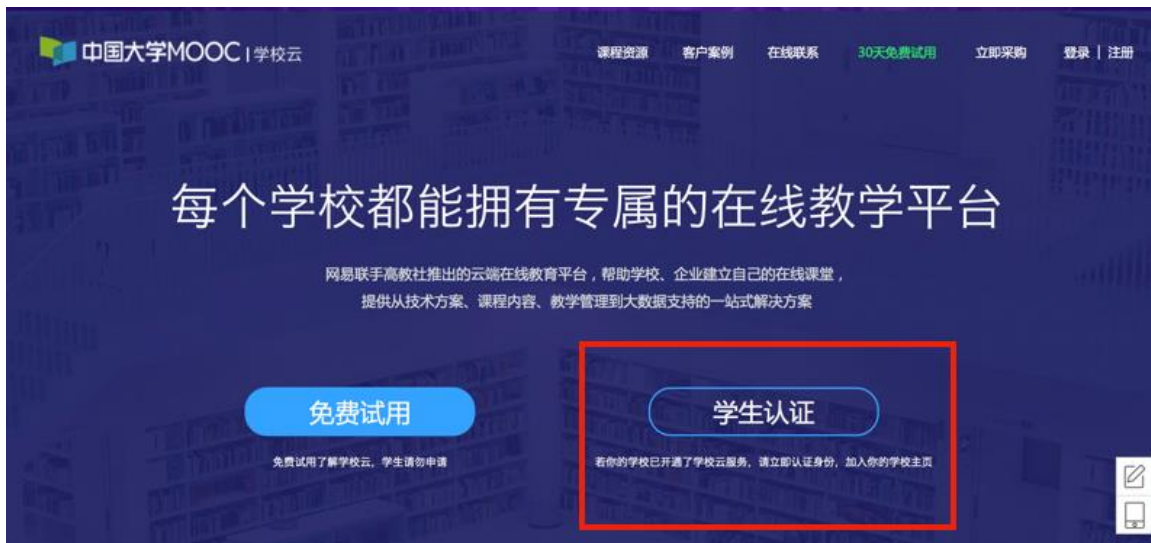 中国大学MOOC | 学校云
课程资源 客户案例 在线联系 30天免费试用 立即采购 登录 | 注册
每个学校都能拥有专属的在线教学平台
网易联手高教社推出的云端在线教育平台，帮助学校、企业建立自己的在线课堂，
提供从技术方案、课程内容、教学管理到大数据支持的一站式解决方案
免费试用
免费试用了解学校云，学生请勿申请
学生认证
若你的学校已开通了学校云服务，请立即认证身份，加入你的学校主页